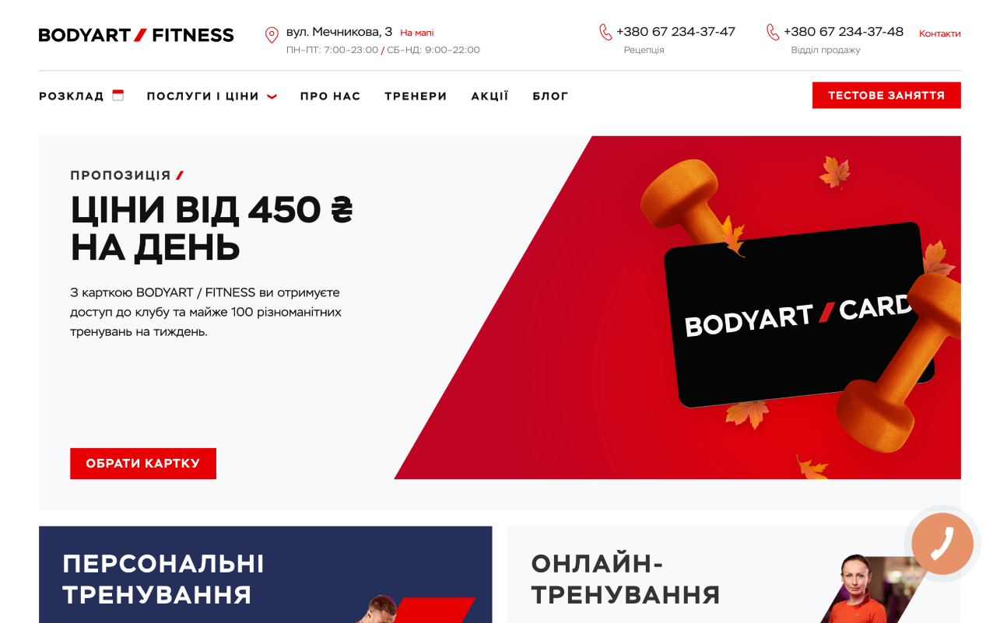 BODYART / FITNESS
вул. Мечникова, 3 На мапі
ПН–ПТ: 7:00–23:00 / СБ–НД: 9:00–22:00
+380 67 234-37-47
Рецепція
+380 67 234-37-48
Відділ продажу
Контакти
РОЗКЛАД ПОСЛУГИ І ЦІНИ ПРО НАС ТРЕНЕРИ АКЦІЇ БЛОГ
ТЕСТОВЕ ЗАНЯТТЯ
ПРОПОЗИЦІЯ /
ЦІНИ ВІД 450 ₴
НА ДЕНЬ
З карткою BODYART / FITNESS ви отримуєте
доступ до клубу та майже 100 різноманітних
тренувань на тиждень.
ОБРАТИ КАРТКУ
BODYART / CARD
ПЕРСОНАЛЬНІ
ТРЕНУВАННЯ
ОНЛАЙН-
ТРЕНУВАННЯ